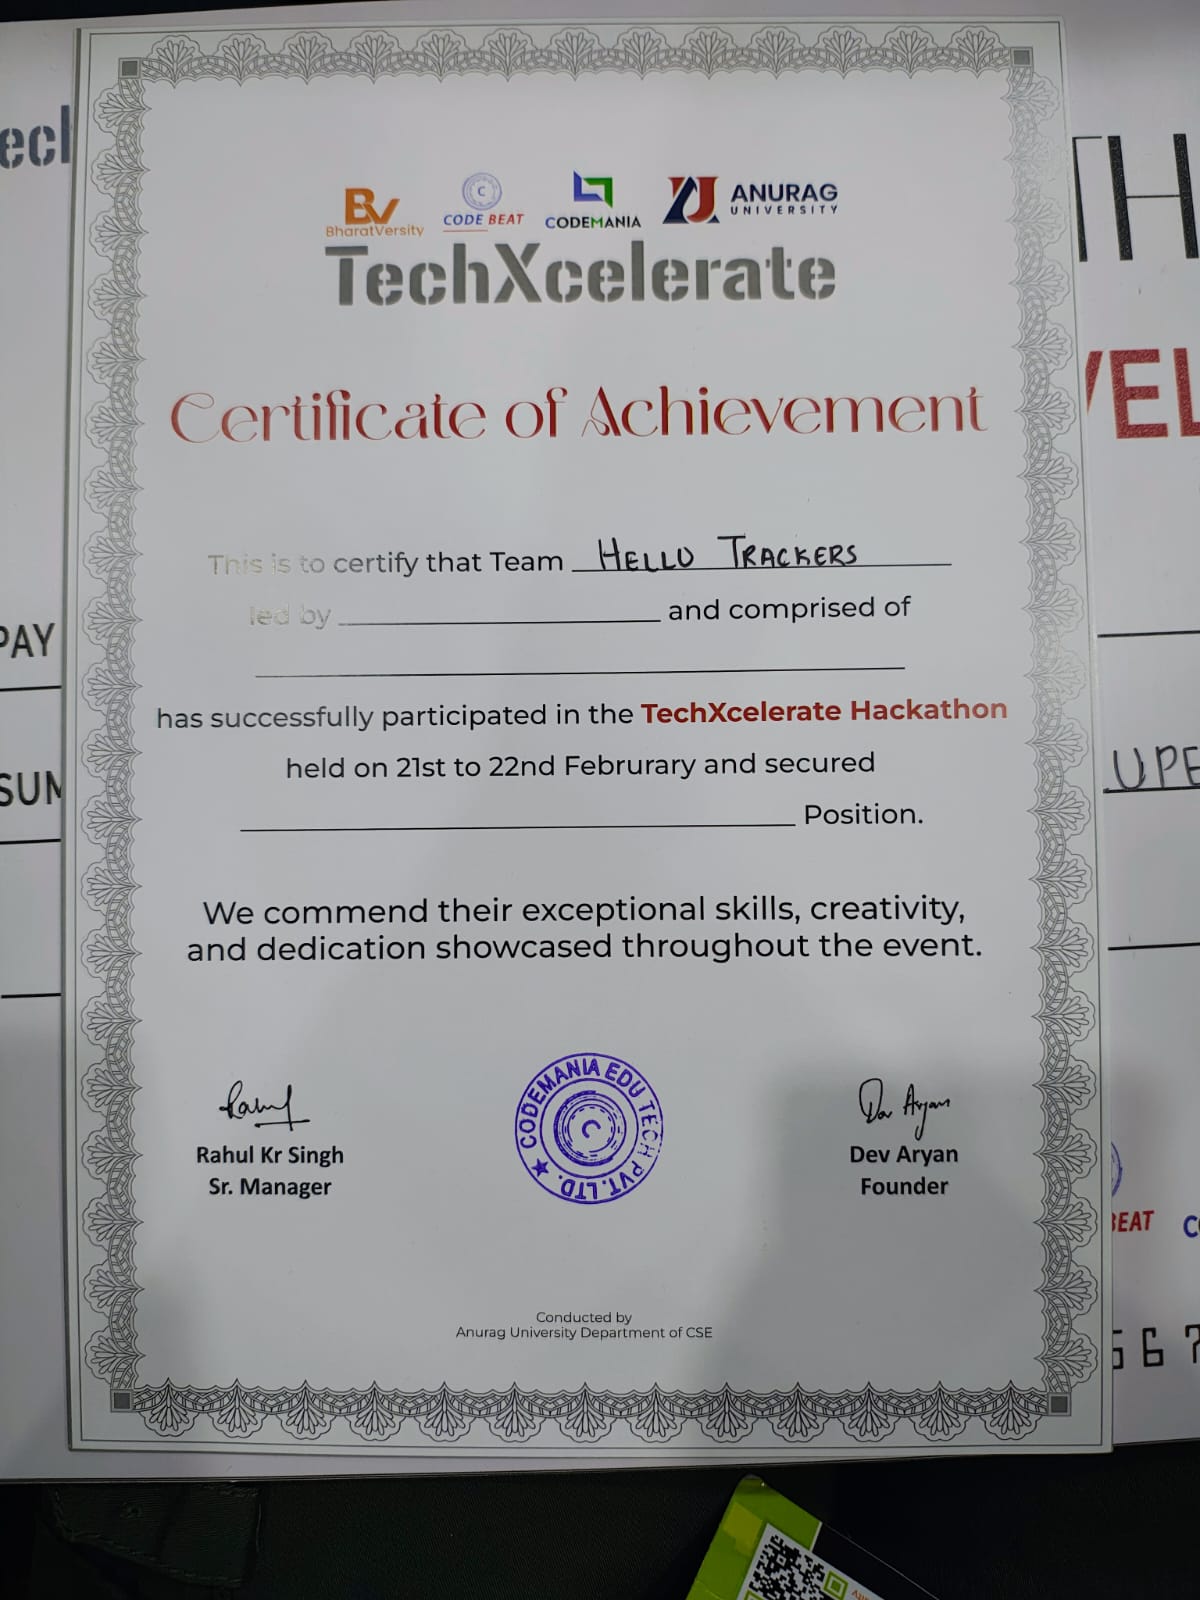 BV
BharatVersity
C
CODE BEAT
CODEMANIA
ANURAG
UNIVERSITY
TechXcelerate
Certificate of Achievement
This is to certify that Team HELLO TRACKERS
led by and comprised of
has successfully participated in the TechXcelerate Hackathon
held on 21st to 22nd Februrary and secured
Position.
We commend their exceptional skills, creativity,
and dedication showcased throughout the event.
Rahul Kr Singh
Sr. Manager
CODEMANIA EDU TECH PVT. LTD.
C
Dev Aryan
Dev Aryan
Founder
Conducted by
Anurag University Department of CSE
ecl
PAY
SUM
TH
VEL
UPE
BEAT
C
567